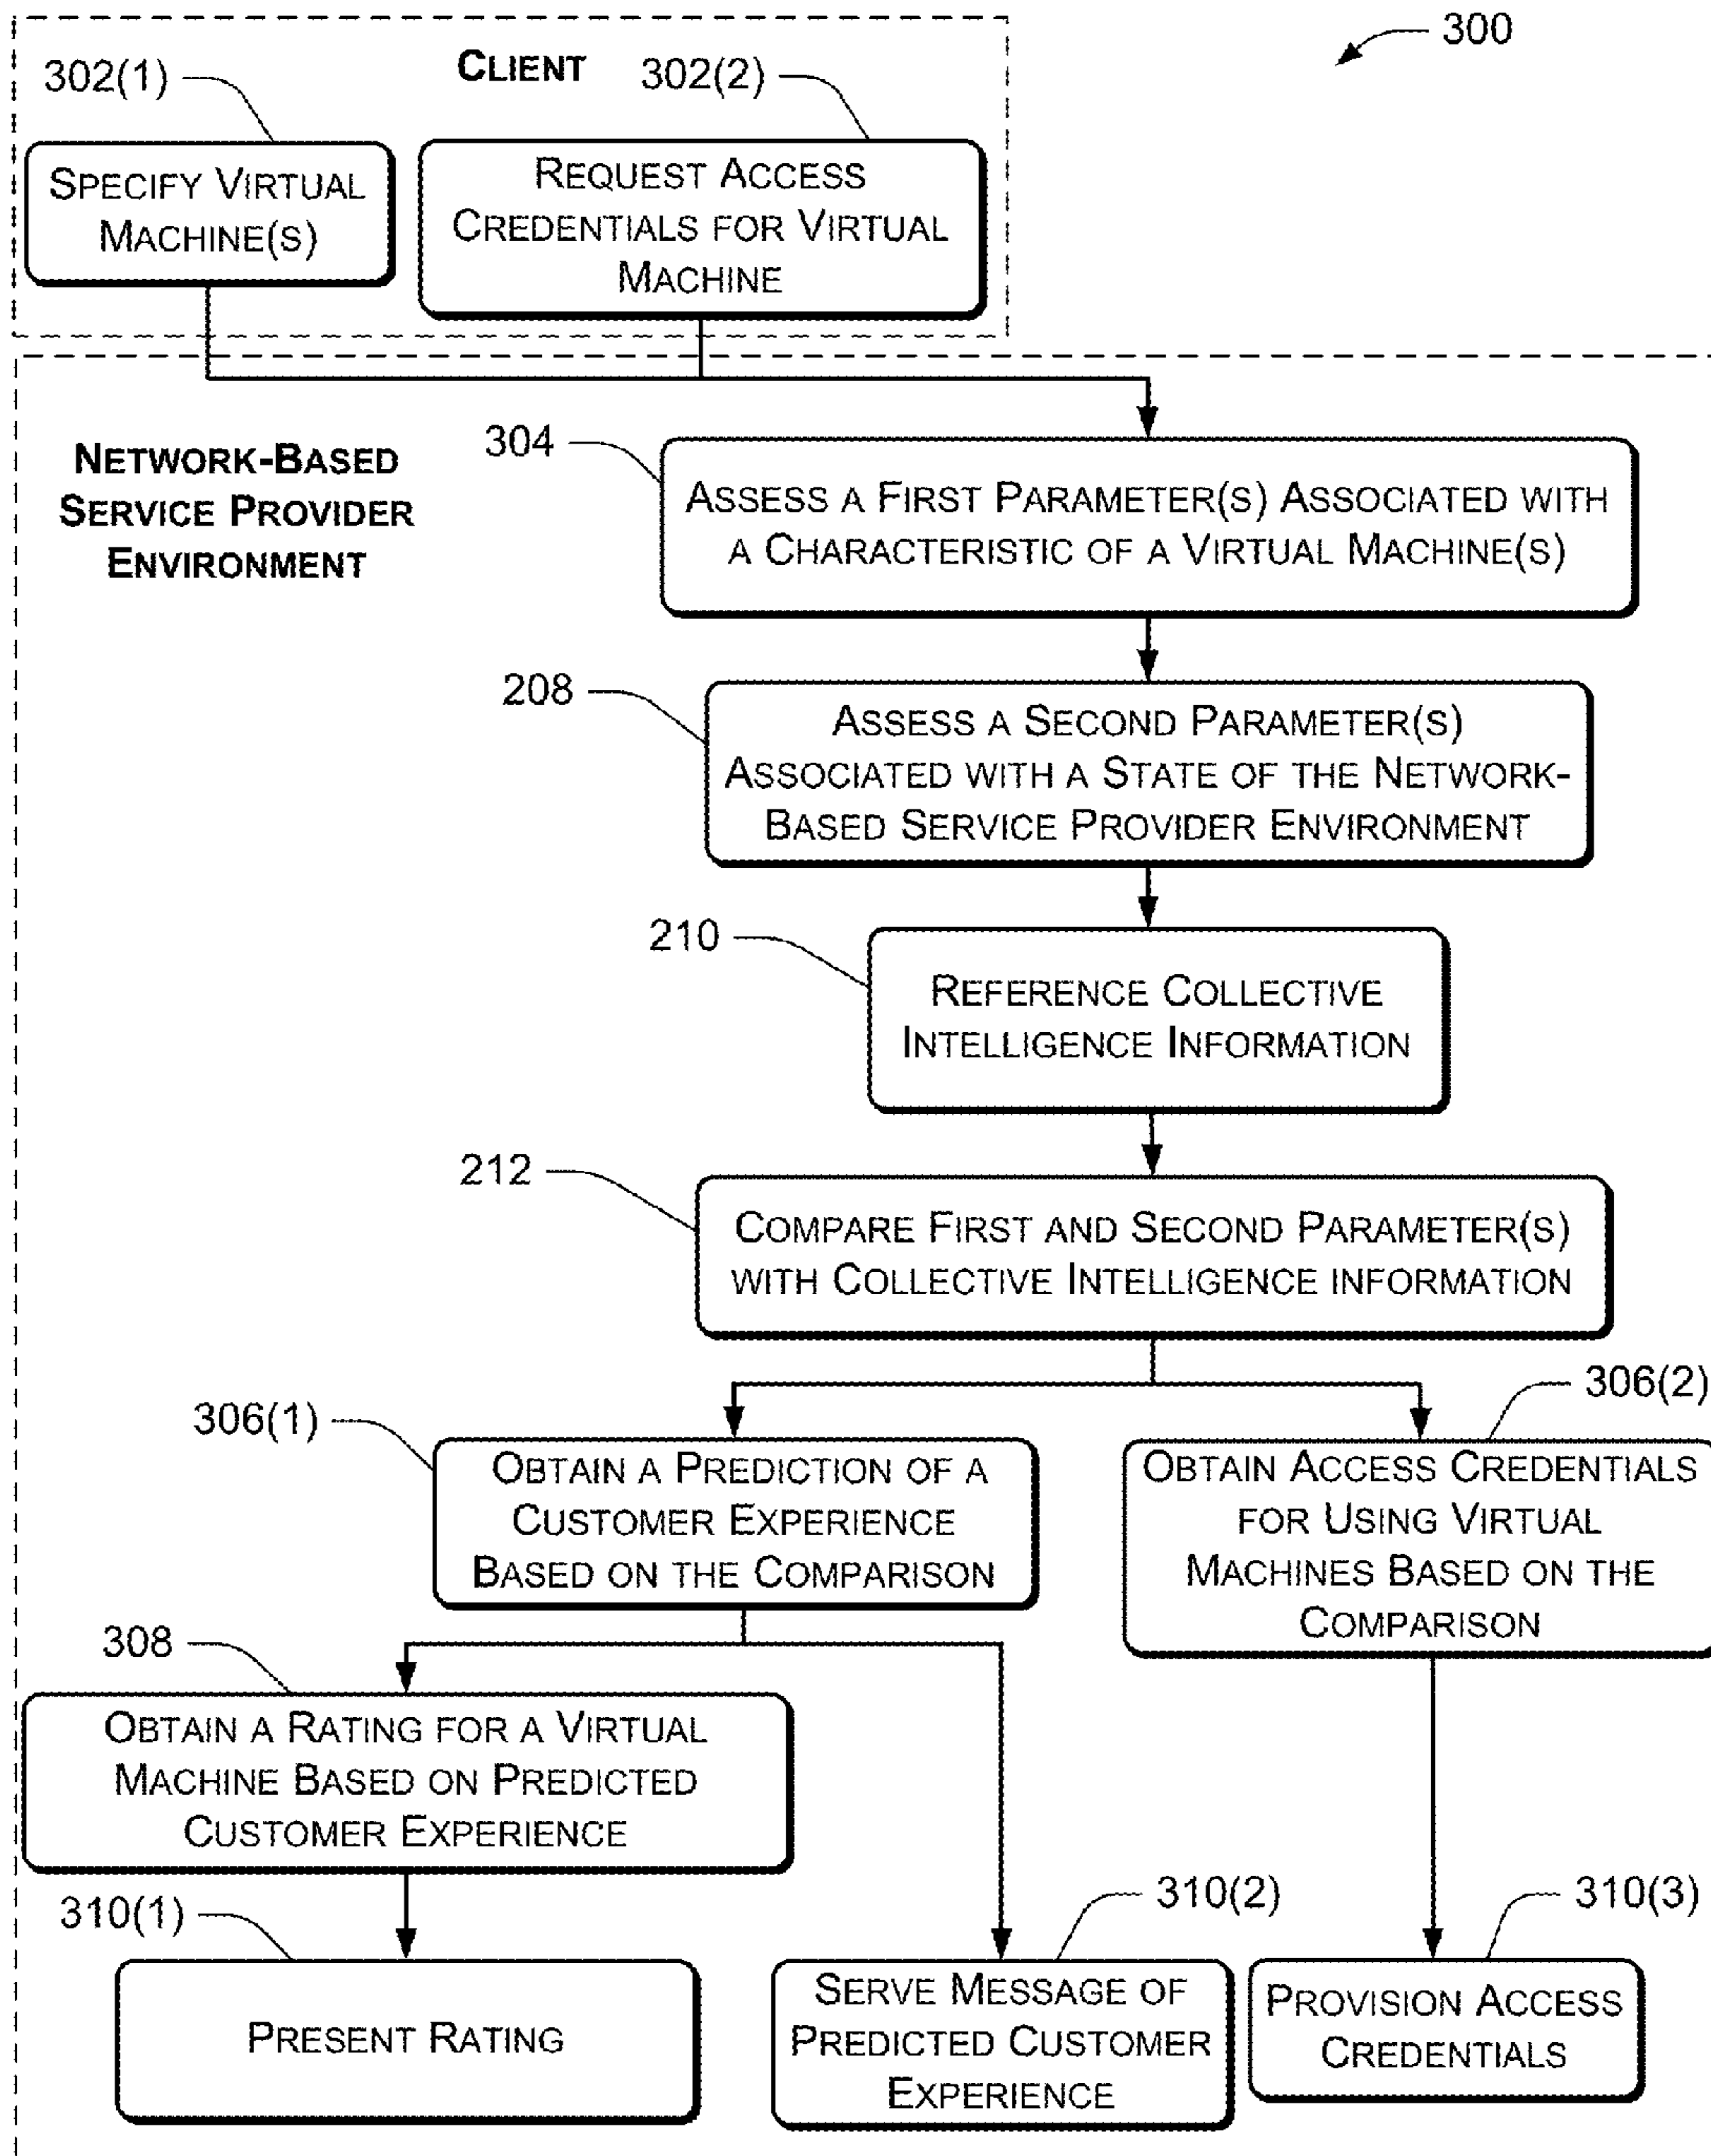 300
CLIENT
302(1)
302(2)
SPECIFY VIRTUAL
MACHINE(S)
REQUEST ACCESS
CREDENTIALS FOR VIRTUAL
MACHINE
NETWORK-BASED
SERVICE PROVIDER
ENVIRONMENT
304
ASSESS A FIRST PARAMETER(S) ASSOCIATED WITH
A CHARACTERISTIC OF A VIRTUAL MACHINE(S)
208
ASSESS A SECOND PARAMETER(S)
ASSOCIATED WITH A STATE OF THE NETWORK-
BASED SERVICE PROVIDER ENVIRONMENT
210
REFERENCE COLLECTIVE
INTELLIGENCE INFORMATION
212
COMPARE FIRST AND SECOND PARAMETER(S)
WITH COLLECTIVE INTELLIGENCE INFORMATION
306(1)
OBTAIN A PREDICTION OF A
CUSTOMER EXPERIENCE
BASED ON THE COMPARISON
306(2)
OBTAIN ACCESS CREDENTIALS
FOR USING VIRTUAL
MACHINES BASED ON THE
COMPARISON
308
OBTAIN A RATING FOR A VIRTUAL
MACHINE BASED ON PREDICTED
CUSTOMER EXPERIENCE
310(1)
PRESENT RATING
310(2)
SERVE MESSAGE OF
PREDICTED CUSTOMER
EXPERIENCE
310(3)
PROVISION ACCESS
CREDENTIALS